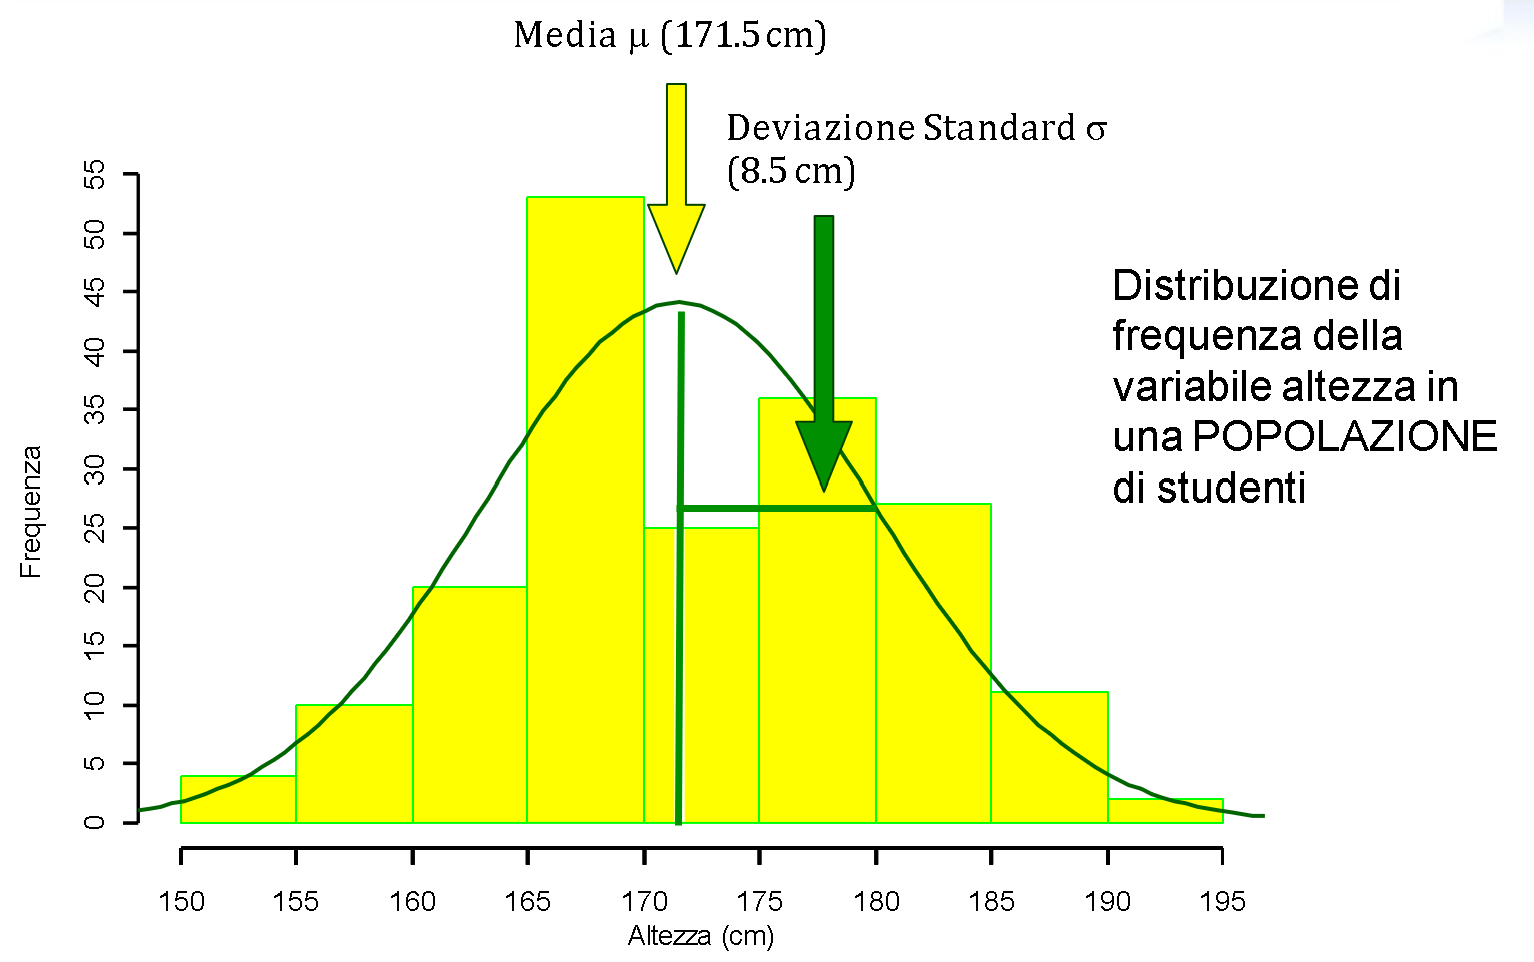 Media μ (171.5 cm)
Deviazione Standard σ
(8.5 cm)
Distribuzione di
frequenza della
variabile altezza in
una POPOLAZIONE
di studenti
Frequenza
55
50
45
40
35
30
25
20
15
10
5
0
150 155 160 165 170 175 180 185 190 195
Altezza (cm)